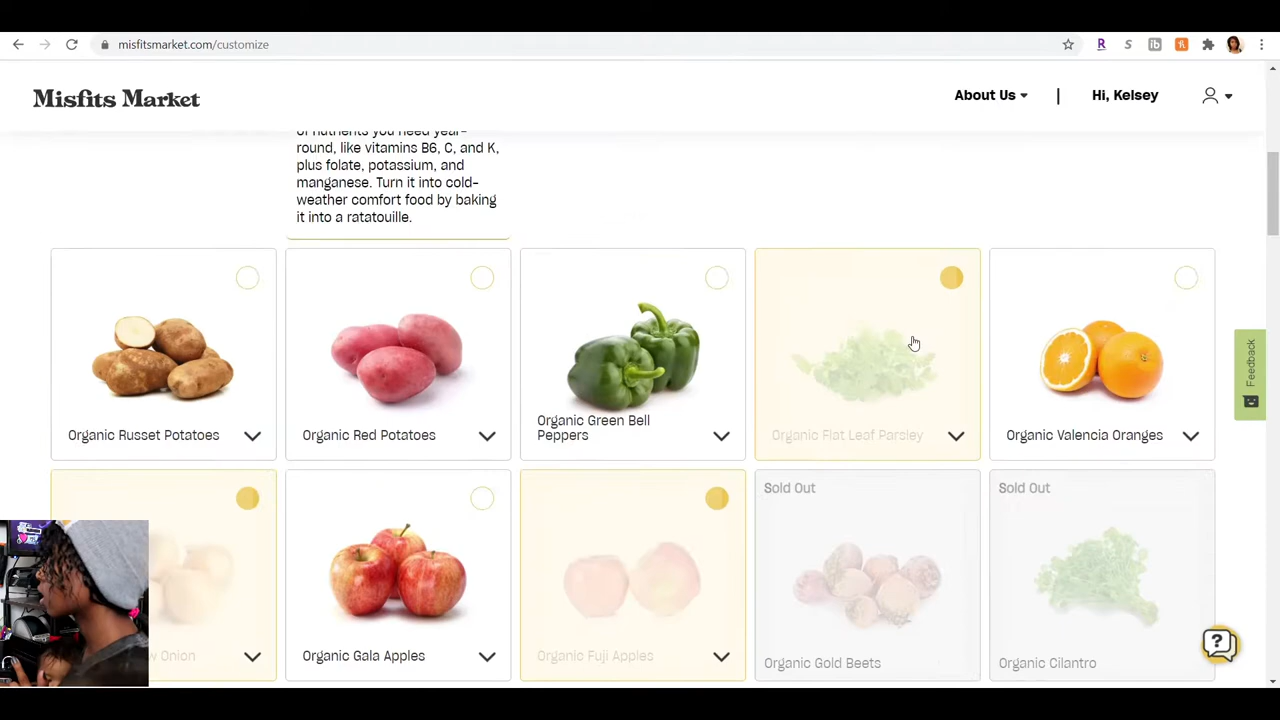 misfitsmarket.com/customize
Misfits Market
About Us
Hi, Kelsey
of nutrients you need year-
round, like vitamins B6, C, and K,
plus folate, potassium, and
manganese. Turn it into cold-
weather comfort food by baking
it into a ratatouille.
Organic Russet Potatoes
Organic Red Potatoes
Organic Green Bell
Peppers
Organic Flat Leaf Parsley
Organic Valencia Oranges
Feedback
Onion
Organic Gala Apples
Organic Fuji Apples
Sold Out
Organic Gold Beets
Sold Out
Organic Cilantro